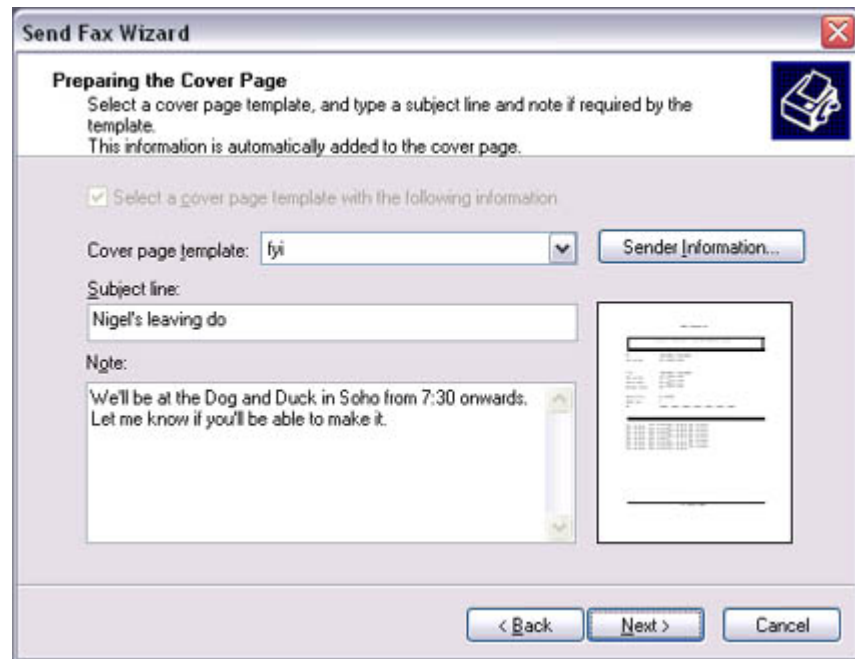 Send Fax Wizard
Preparing the Cover Page
Select a cover page template, and type a subject line and note if required by the
template.
This information is automatically added to the cover page.
Select a cover page template with the following information
Cover page template: fyi Sender Information...
Subject line:
Nigel's leaving do
Note:
We'll be at the Dog and Duck in Soho from 7:30 onwards.
Let me know if you'll be able to make it.
< Back Next > Cancel